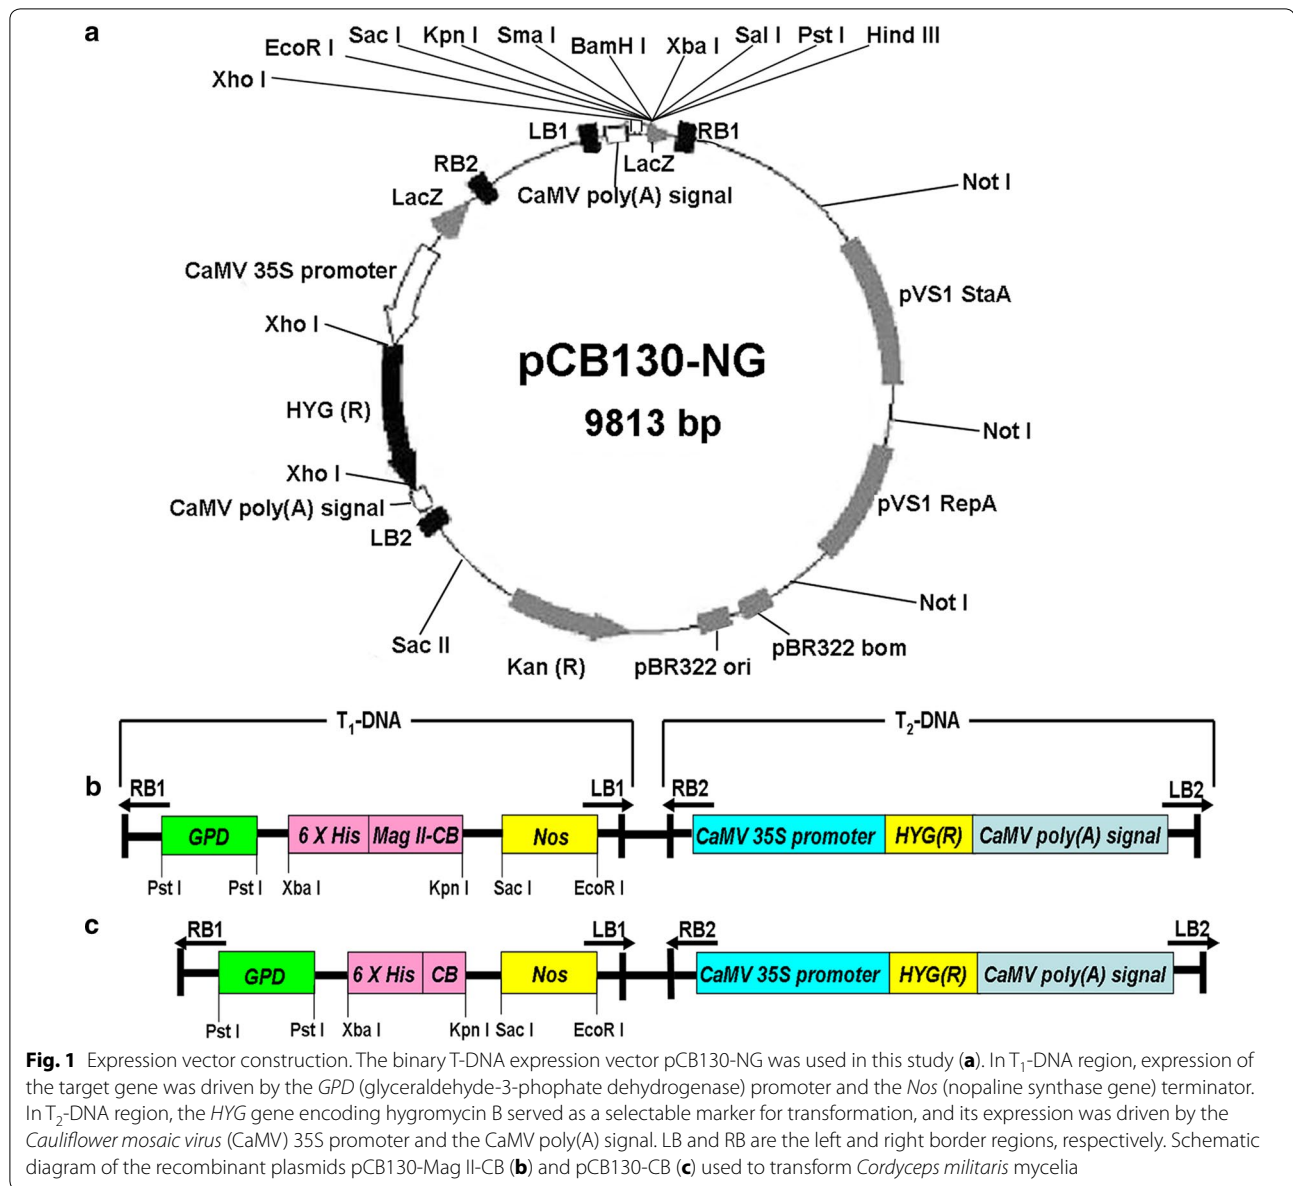 a
Xho I
EcoR I
Sac I
Kpn I
Sma I
BamH I
Xba I
Sal I
Pst I
Hind III
LB1
RB1
LacZ
CaMV poly(A) signal
RB2
LacZ
CaMV 35S promoter
Xho I
HYG (R)
Xho I
CaMV poly(A) signal
LB2
Sac II
Kan (R)
pBR322 ori
pBR322 bom
Not I
pVS1 RepA
Not I
pVS1 StaA
Not I
pCB130-NG
9813 bp
T1-DNA
T2-DNA
b
RB1
LB1
RB2
LB2
GPD
6 X His
Mag II-CB
Nos
CaMV 35S promoter
HYG(R)
CaMV poly(A) signal
Pst I
Pst I
Xba I
Kpn I
Sac I
EcoR I
c
RB1
LB1
RB2
LB2
GPD
6 X His
CB
Nos
CaMV 35S promoter
HYG(R)
CaMV poly(A) signal
Pst I
Pst I
Xba I
Kpn I
Sac I
EcoR I
Fig. 1 Expression vector construction. The binary T-DNA expression vector pCB130-NG was used in this study (a). In T1-DNA region, expression of
the target gene was driven by the GPD (glyceraldehyde-3-phophate dehydrogenase) promoter and the Nos (nopaline synthase gene) terminator.
In T2-DNA region, the HYG gene encoding hygromycin B served as a selectable marker for transformation, and its expression was driven by the
Cauliflower mosaic virus (CaMV) 35S promoter and the CaMV poly(A) signal. LB and RB are the left and right border regions, respectively. Schematic
diagram of the recombinant plasmids pCB130-Mag II-CB (b) and pCB130-CB (c) used to transform Cordyceps militaris mycelia